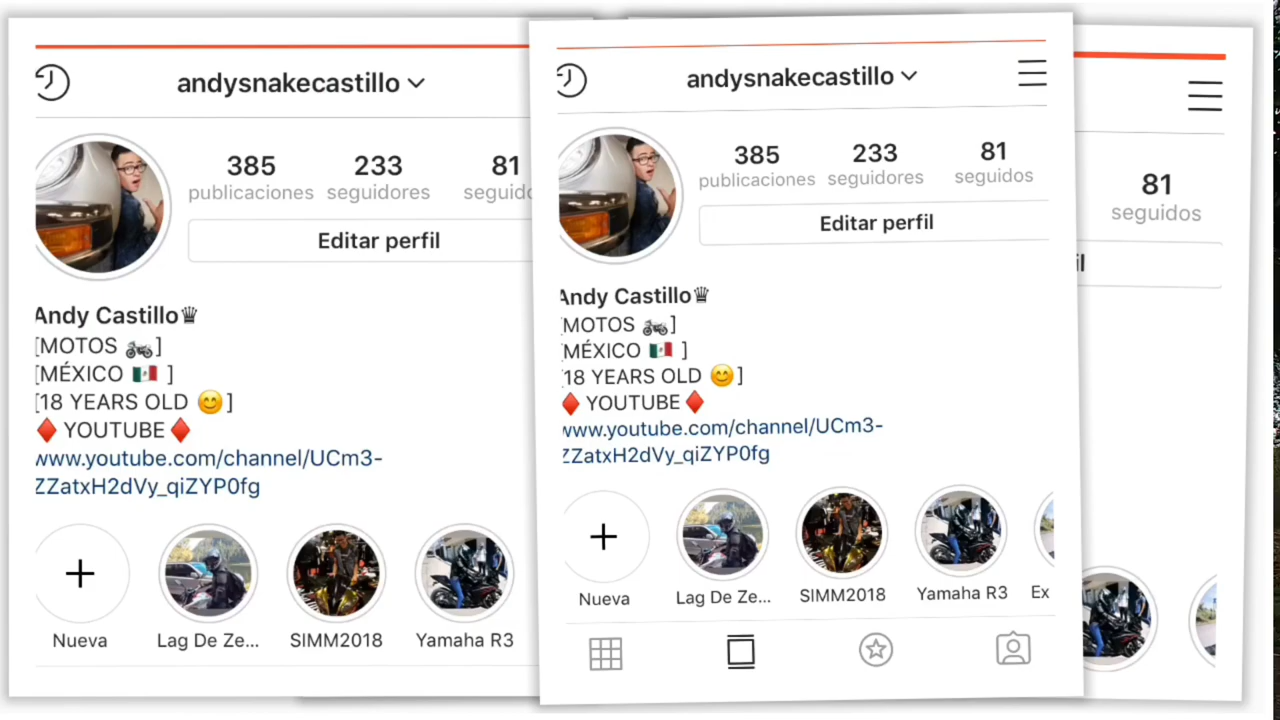 andysnakecastillo
385 233 81
publicaciones seguidores seguido
Editar perfil
Andy Castillo♛
[MOTOS 🏍]
[MÉXICO 🇲🇽 ]
[18 YEARS OLD 😊]
♦️ YOUTUBE♦️
www.youtube.com/channel/UCm3-
ZZatxH2dVy_qiZYP0fg
Nueva Lag De Ze... SIMM2018 Yamaha R3
andysnakecastillo
385 233 81
publicaciones seguidores seguidos
Editar perfil
Andy Castillo♛
[MOTOS 🏍]
[MÉXICO 🇲🇽 ]
[18 YEARS OLD 😊]
♦️ YOUTUBE♦️
www.youtube.com/channel/UCm3-
ZZatxH2dVy_qiZYP0fg
Nueva Lag De Ze... SIMM2018 Yamaha R3 Ex
81
seguidos
il